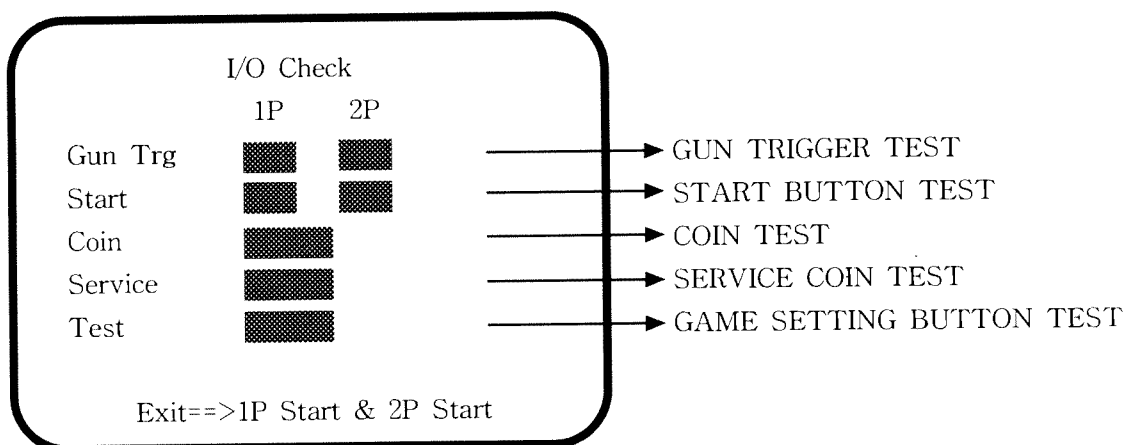 I/O Check
1P 2P
Gun Trg GUN TRIGGER TEST
Start START BUTTON TEST
Coin COIN TEST
Service SERVICE COIN TEST
Test GAME SETTING BUTTON TEST
Exit==>1P Start & 2P Start